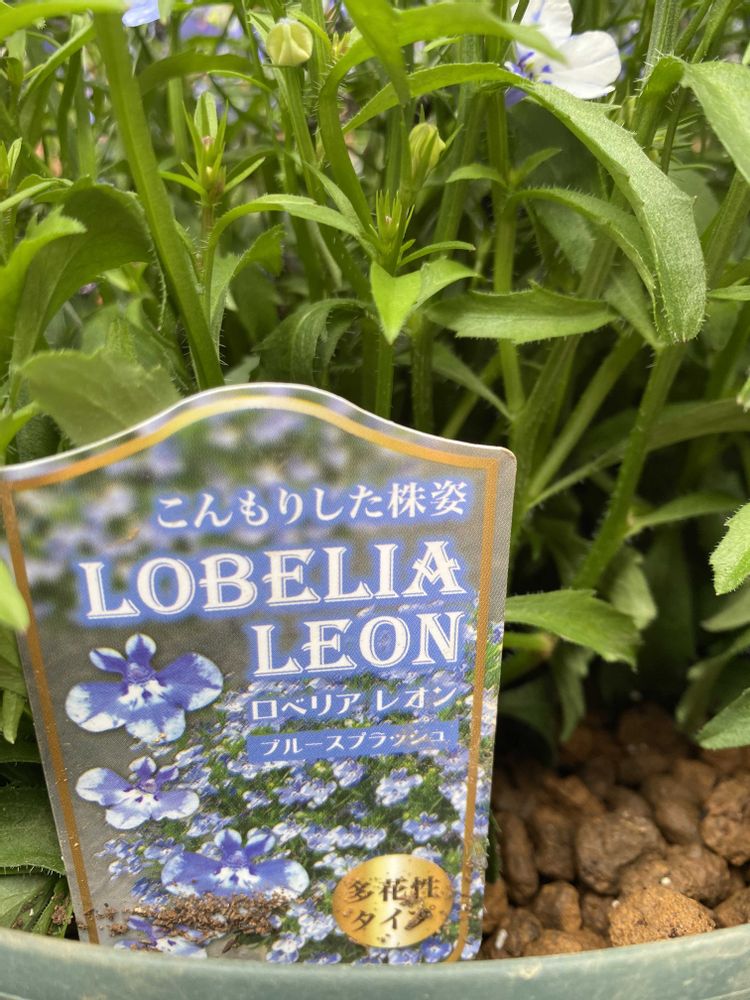 こんもりした株姿
LOBELIA
LEON
ロベリア レオン
ブルースプラッシュ
多花性
タイプ